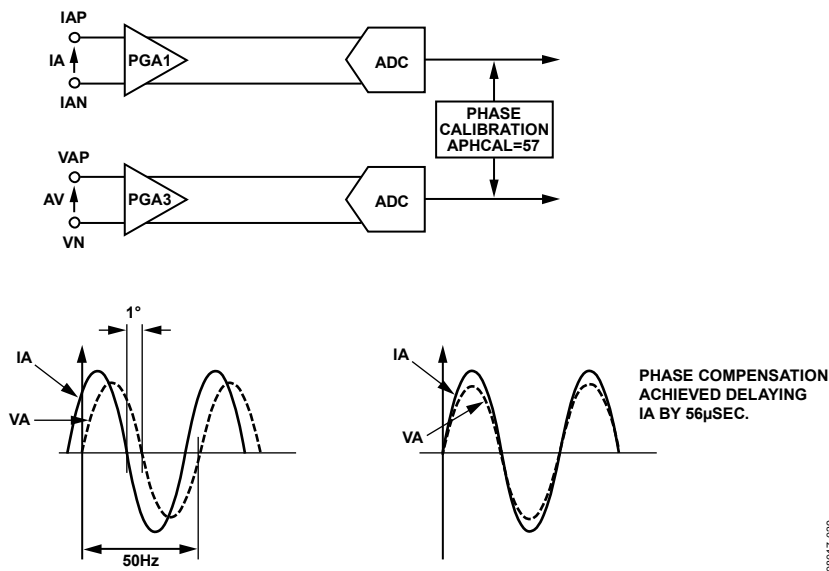 IAP
IA
IAN
PGA1
ADC
PHASE
CALIBRATION
APHCAL=57
VAP
AV
VN
PGA3
ADC
1°
IA
VA
50Hz
IA
VA
PHASE COMPENSATION
ACHIEVED DELAYING
IA BY 56µSEC.